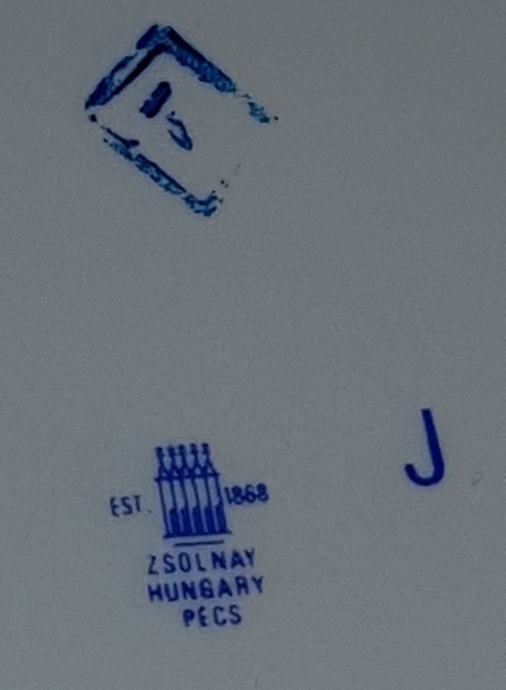 J
EST. 1868
ZSOLNAY
HUNGARY
PECS